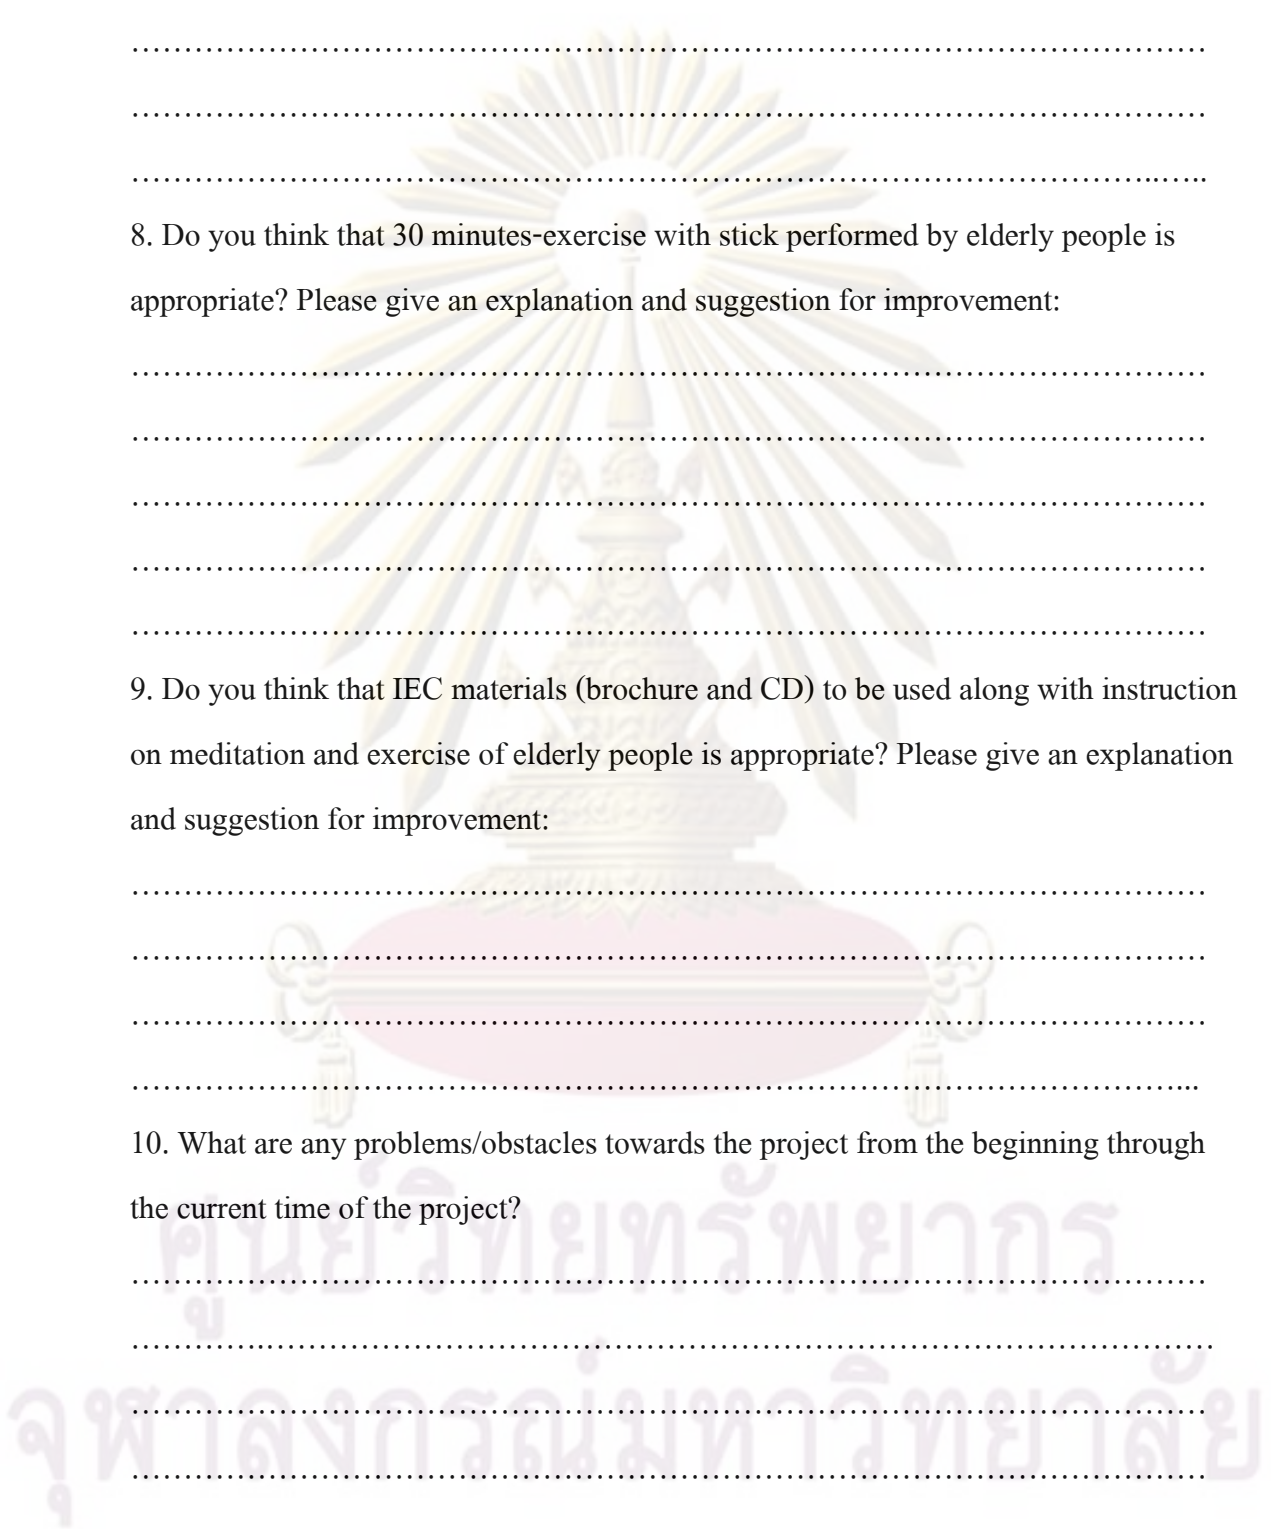 ……………………………………………………………………………………………
……………………………………………………………………………………………
………………………………………………………………………………………..…..
8. Do you think that 30 minutes-exercise with stick performed by elderly people is
appropriate? Please give an explanation and suggestion for improvement:
……………………………………………………………………………………………
……………………………………………………………………………………………
……………………………………………………………………………………………
……………………………………………………………………………………………
……………………………………………………………………………………………
9. Do you think that IEC materials (brochure and CD) to be used along with instruction
on meditation and exercise of elderly people is appropriate? Please give an explanation
and suggestion for improvement:
……………………………………………………………………………………………
……………………………………………………………………………………………
……………………………………………………………………………………………
…………………………………………………………………………………………...
10. What are any problems/obstacles towards the project from the beginning through
the current time of the project?
ศูนย์วิทยทรัพยากร
……………………………………………………………………………………………
………….…………………………………………………………………………………
จุฬาลงกรณ์มหาวิทยาลัย
……………………………………………………………………………………………
……………………………………………………………………………………………